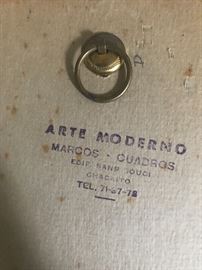 ARTE MODERNO
MARCOS - CUADROS
EDIF. SANS SOUCI
CHACAITO
TEL. 71-67-78